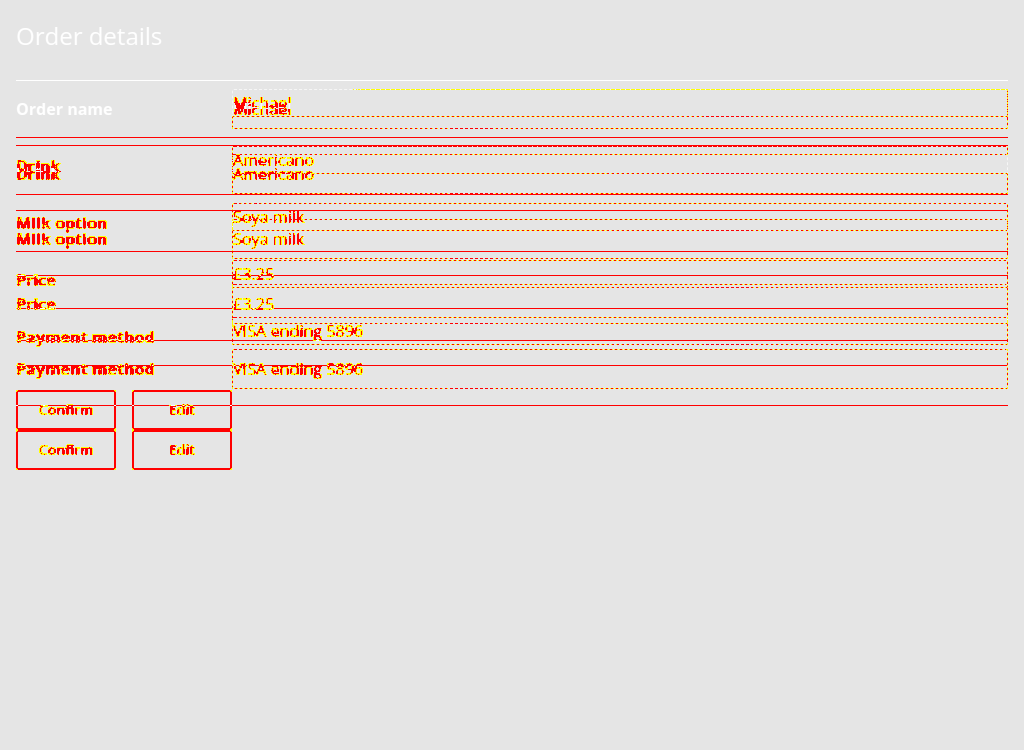 Order details
Order name
Michael
Michael
Drink
Americano
Drink
Americano
Milk option
Soya milk
Milk option
Soya milk
Price
£3.25
Price
£3.25
Payment method
VISA ending 5896
Payment method
VISA ending 5896
Confirm Edit
Confirm Edit